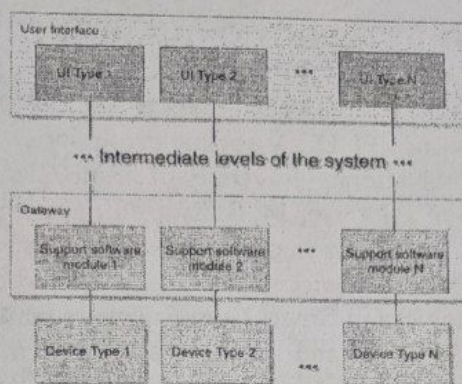 User Interface
UI Type 1
UI Type 2
...
UI Type N
... Intermediate levels of the system ...
Gateway
Support software
module 1
Support software
module 2
...
Support software
module N
Device Type 1
Device Type 2
...
Device Type N